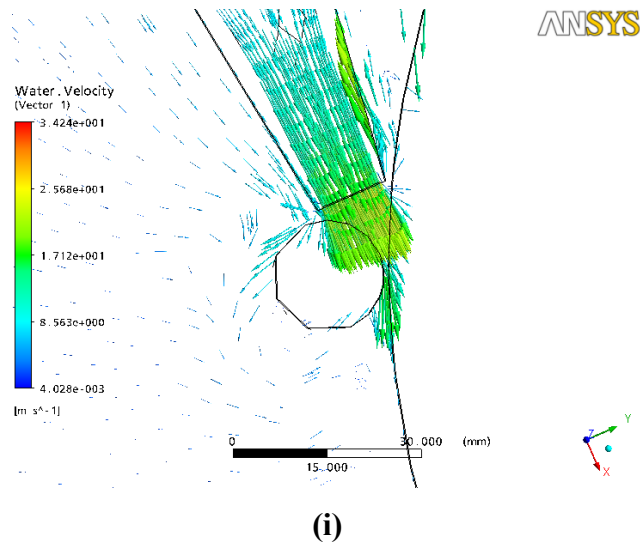 ANSYS
Water.Velocity
(Vector 1)
3.424e+001
2.568e+001
1.712e+001
8.563e+000
4.028e-003
[m s^-1]
0 30.000 (mm)
15.000
Z Y
X
(i)